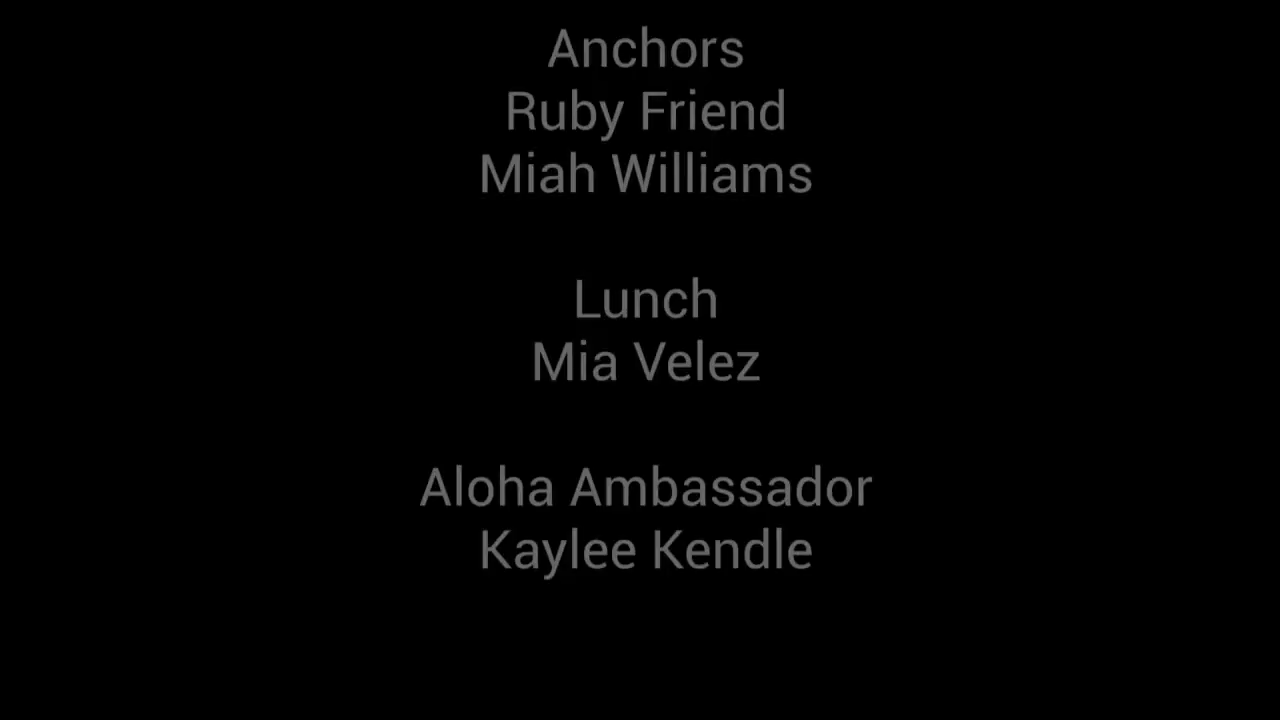 Anchors
Ruby Friend
Miah Williams
Lunch
Mia Velez
Aloha Ambassador
Kaylee Kendle